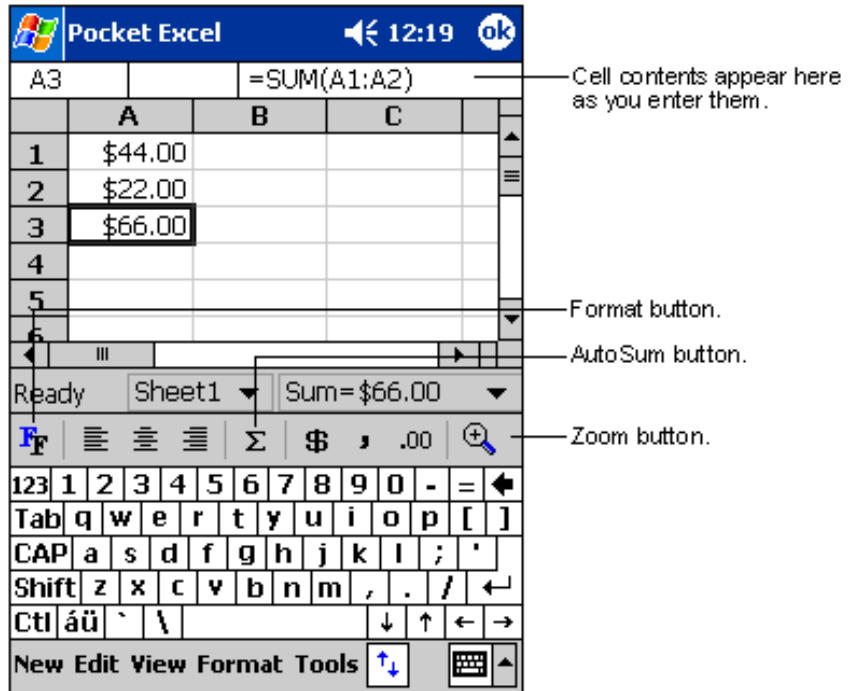 Pocket Excel 12:19 ok
A3 =SUM(A1:A2)
Cell contents appear here
as you enter them.
A B C
1 $44.00
2 $22.00
3 $66.00
4
5
6
Format button.
AutoSum button.
Ready Sheet1 Sum=$66.00
FF Σ $ , .00
Zoom button.
123 1 2 3 4 5 6 7 8 9 0 - =
Tab q w e r t y u i o p [ ]
CAP a s d f g h j k l ; '
Shift z x c v b n m , . /
Ctl áü ` \ ↓ ↑ ← →
New Edit View Format Tools